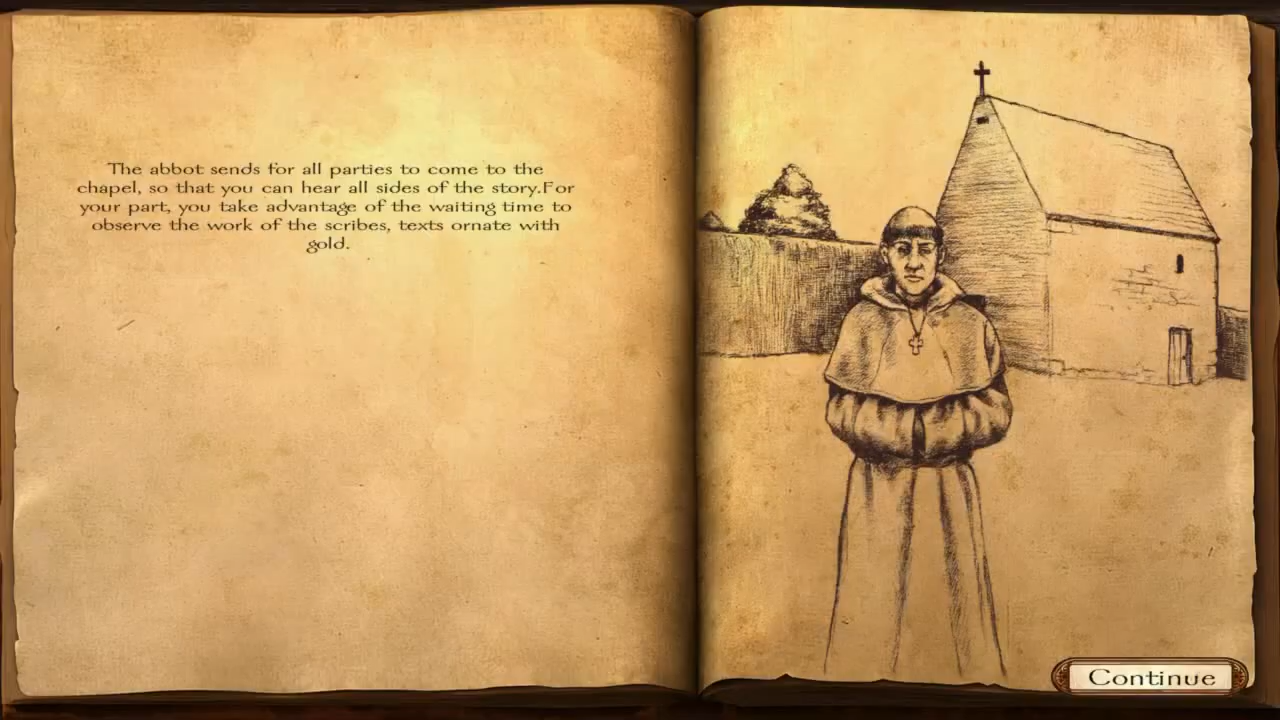 The abbot sends for all parties to come to the
chapel, so that you can hear all sides of the story.For
your part, you take advantage of the waiting time to
observe the work of the scribes, texts ornate with
gold.
Continue